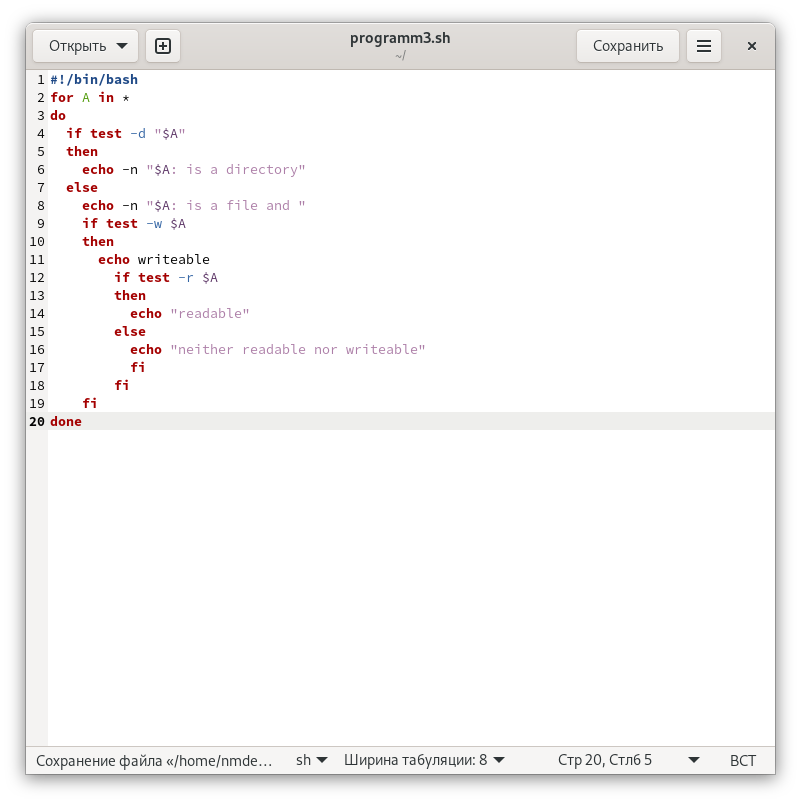 Открыть
programm3.sh
~/
Сохранить
1 #!/bin/bash
2 for A in *
3 do
4   if test -d "$A"
5   then
6     echo -n "$A: is a directory"
7   else
8     echo -n "$A: is a file and "
9     if test -w $A
10     then
11       echo writeable
12         if test -r $A
13         then
14           echo "readable"
15         else
16           echo "neither readable nor writeable"
17           fi
18         fi
19     fi
20 done
Сохранение файла «/home/nmde… sh Ширина табуляции: 8 Стр 20, Стлб 5 ВСТ